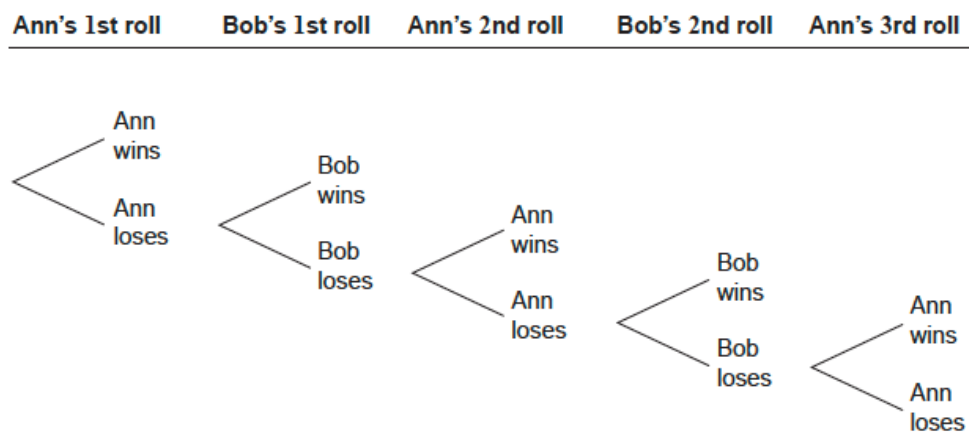 Ann's 1st roll Bob's 1st roll Ann's 2nd roll Bob's 2nd roll Ann's 3rd roll
Ann
wins
Ann
loses
Bob
wins
Bob
loses
Ann
wins
Ann
loses
Bob
wins
Bob
loses
Ann
wins
Ann
loses